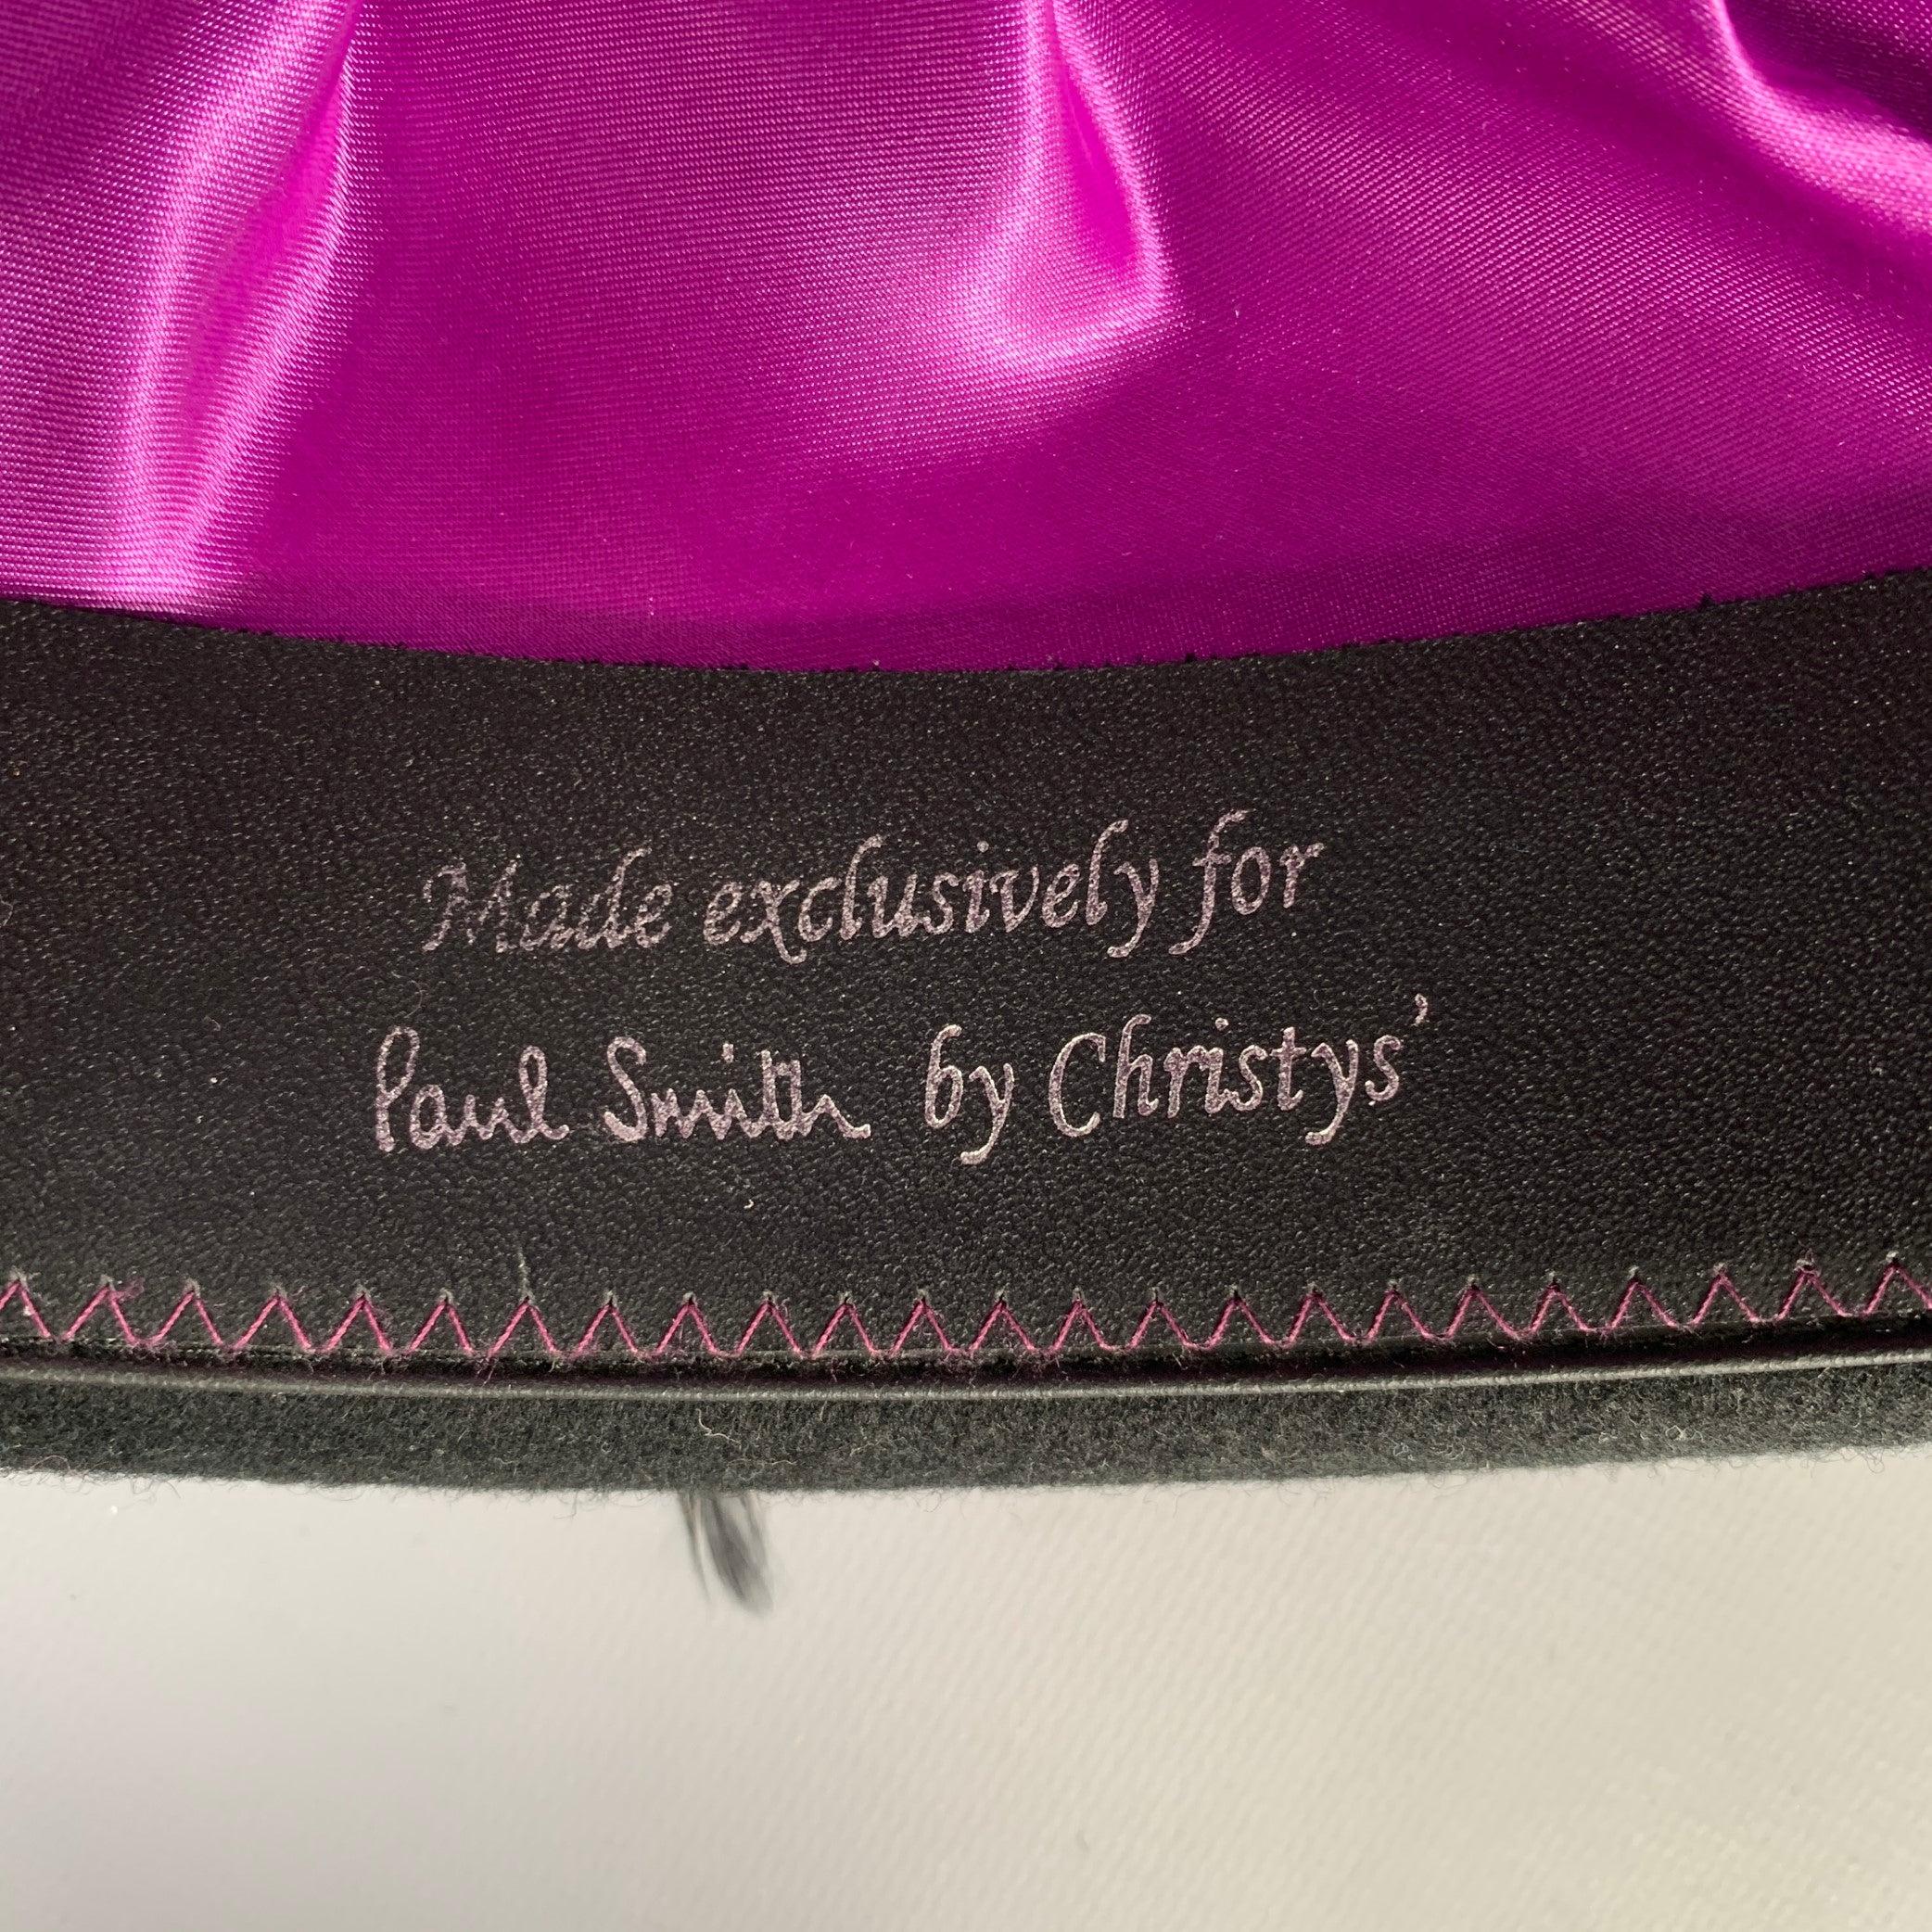 Made exclusively for
Paul Smith by Christys'